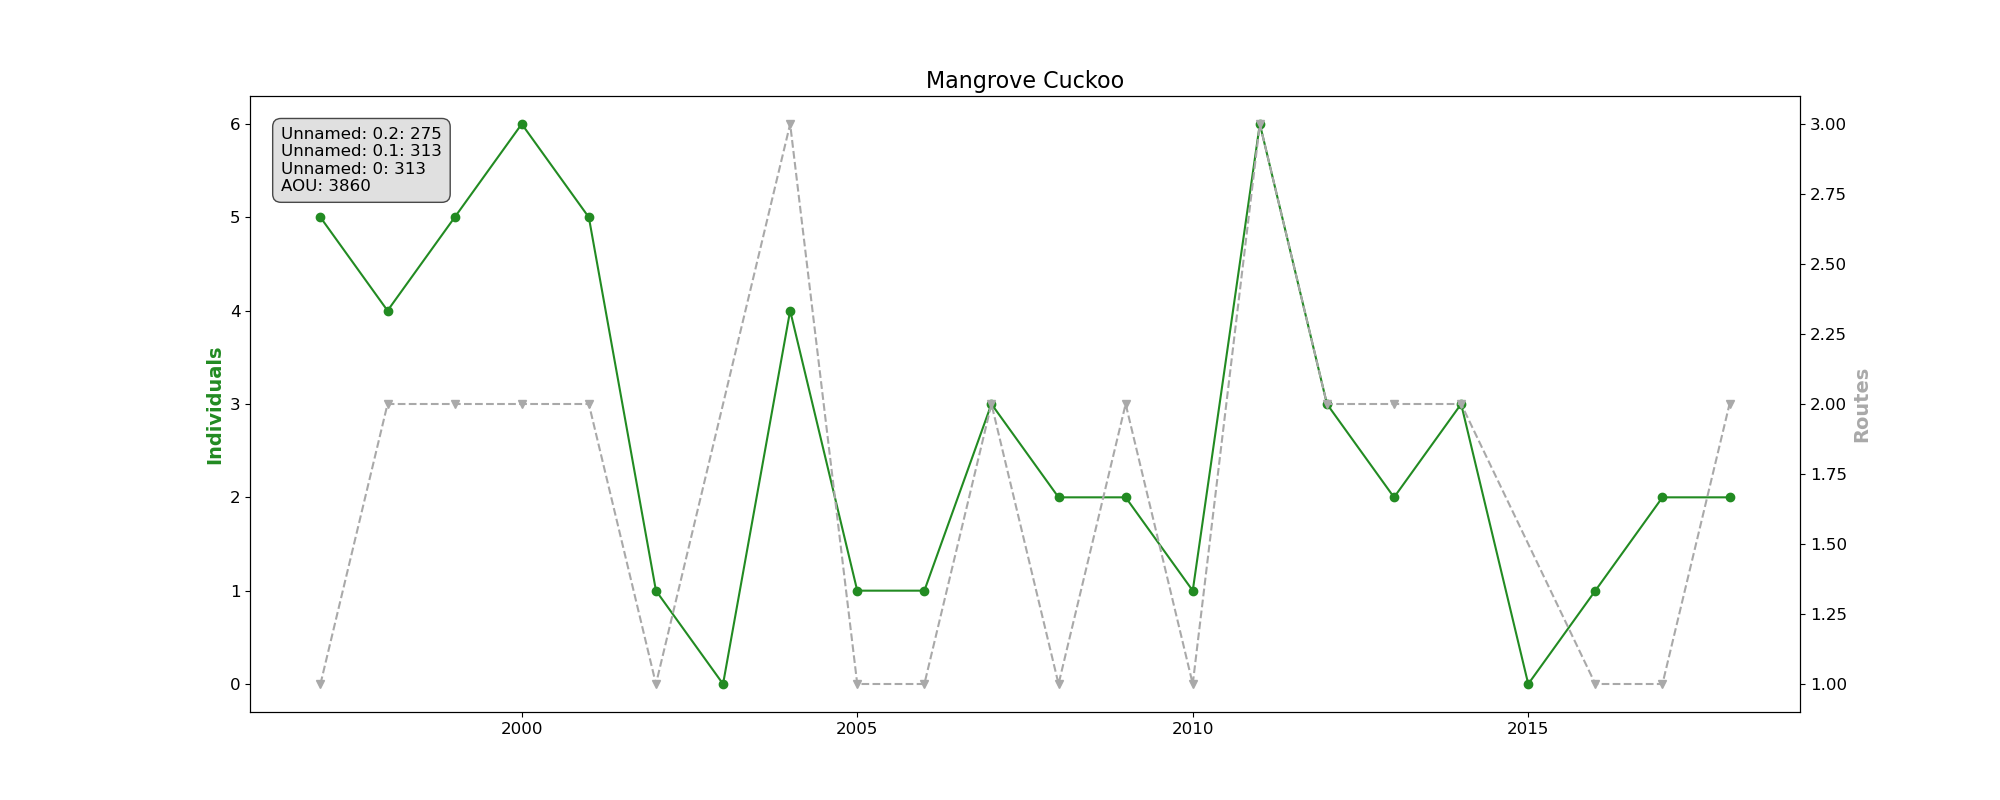 Mangrove Cuckoo
Unnamed: 0.2: 275
Unnamed: 0.1: 313
Unnamed: 0: 313
AOU: 3860
Individuals
6
5
4
3
2
1
0
3.00
2.75
2.50
2.25
2.00
1.75
1.50
1.25
1.00
Routes
2000
2005
2010
2015